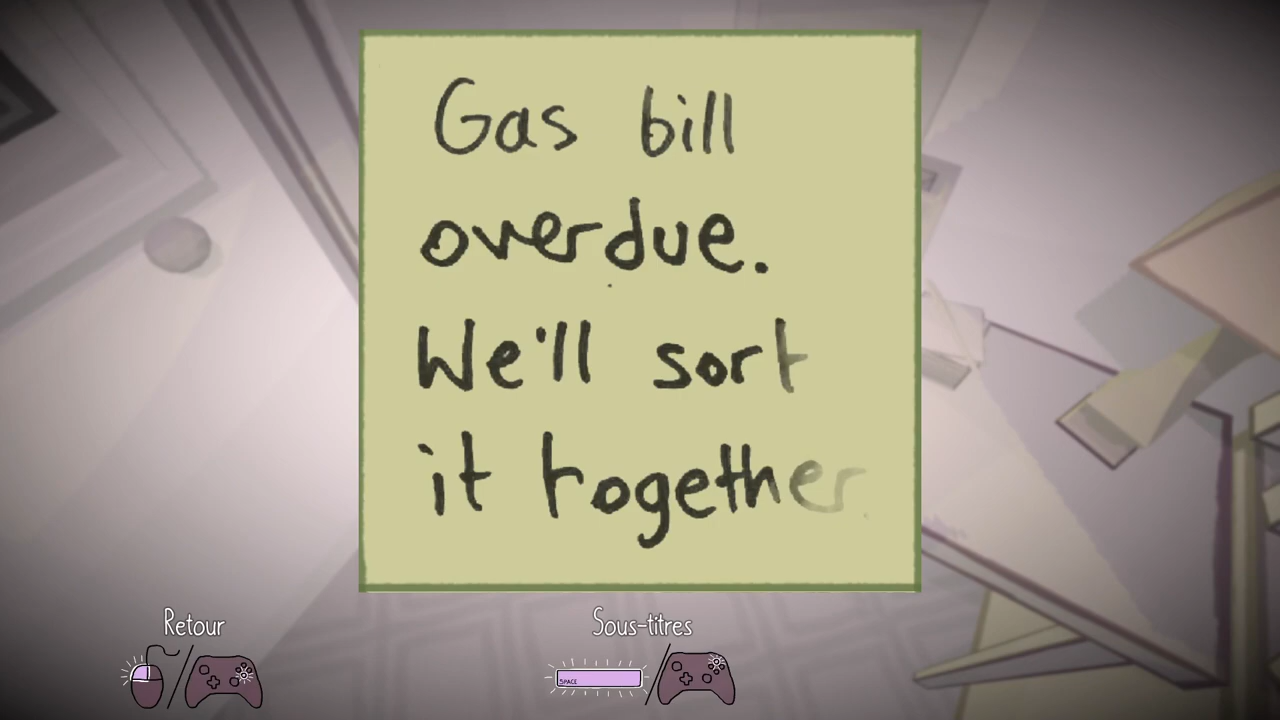 Gas bill
overdue.
We'll sort
it together.
Retour
Sous-titres
SPACE